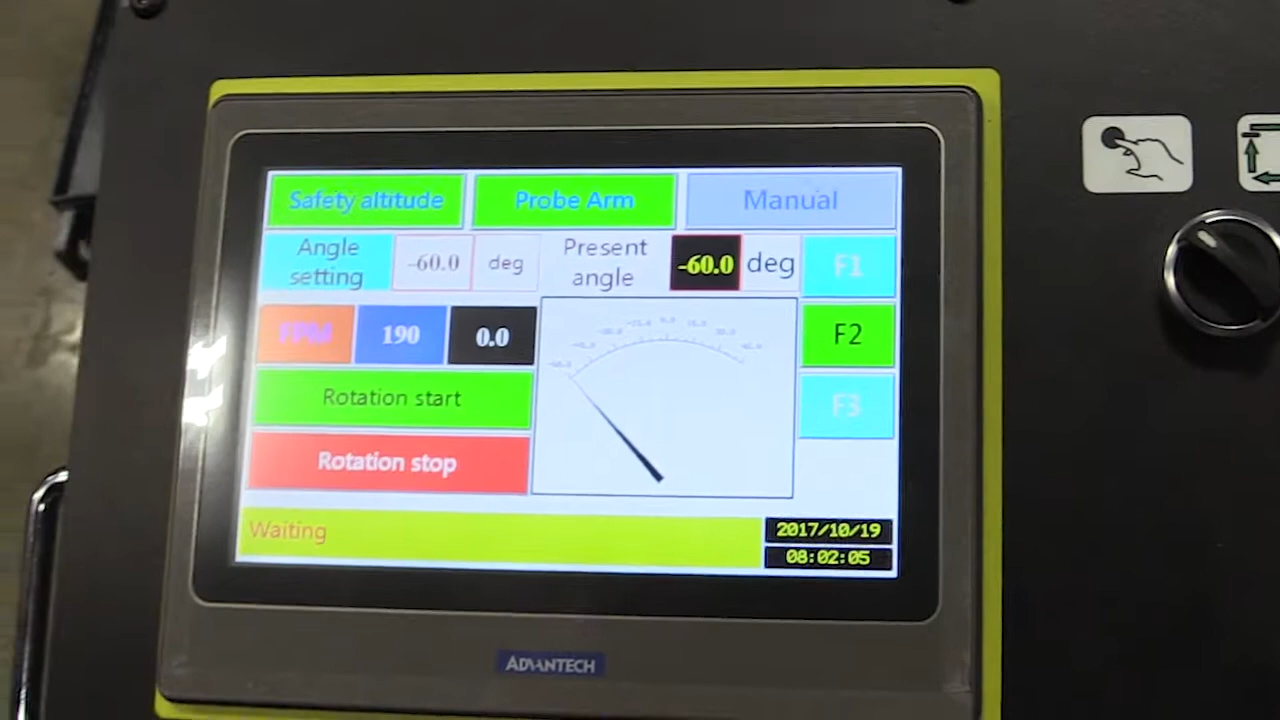 Safety altitude
Probe Arm
Manual
Angle setting
-60.0
deg
Present angle
-60.0
deg
F1
FPM
190
0.0
F2
Rotation start
F3
Rotation stop
Waiting
2017/10/19
08:02:05
ADVANTECH